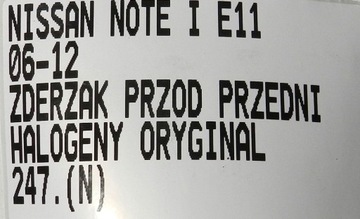 NISSAN NOTE I E11
06-12
ZDERZAK PRZOD PRZEDNI
HALOGENY ORYGINAL
247.(N)